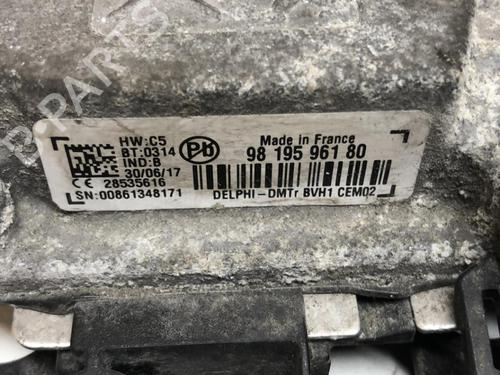 HW:C5
BT:0314
IND:B
30/06/17
CE 28535616
SN:00861348171
Pb
Made in France
98 195 961 80
DELPHI-DMTr BVH1 CEM02
B-PARTS